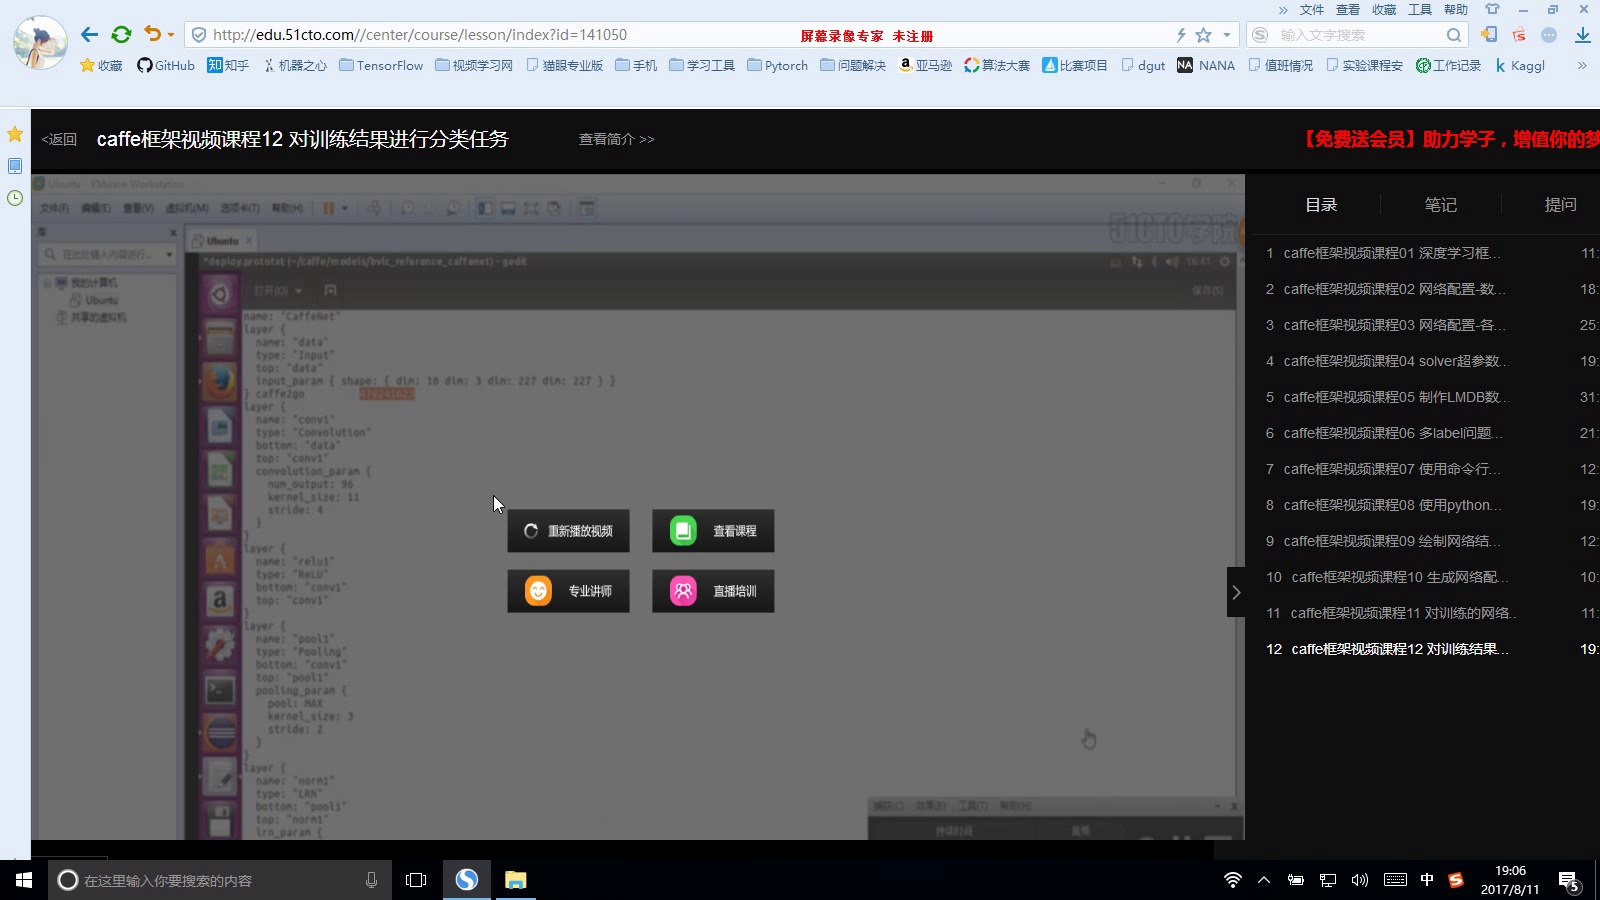 » 文件 查看 收藏 工具 帮助
http://edu.51cto.com//center/course/lesson/index?id=141050
屏幕录像专家 未注册
输入文字搜索
收藏 GitHub 知乎 机器之心 TensorFlow 视频学习网 猫眼专业版 手机 学习工具 Pytorch 问题解决 亚马逊 算法大赛 比赛项目 dgut NANA 值班情况 实验课程安 工作记录 Kaggl »
<返回 caffe框架视频课程12 对训练结果进行分类任务 查看简介 >>
【免费送会员】助力学子，增值你的梦
Ubuntu - VMware Workstation
文件(F) 编辑(E) 查看(V) 虚拟机(M) 选项卡(T) 帮助(H)
51CTO学院
库
在此处键入内容进行...
我的计算机
Ubuntu
共享的虚拟机
Ubuntu
*deploy.prototxt (~/caffe/models/bvlc_reference_caffenet) - gedit
16:41
打开(O)
保存(S)
name: "CaffeNet"
layer {
name: "data"
type: "Input"
top: "data"
input_param { shape: { dim: 10 dim: 3 dim: 227 dim: 227 } }
} caffe2go
layer {
name: "conv1"
type: "Convolution"
bottom: "data"
top: "conv1"
convolution_param {
num_output: 96
kernel_size: 11
stride: 4
}
}
layer {
name: "relu1"
type: "ReLU"
bottom: "conv1"
top: "conv1"
}
layer {
name: "pool1"
type: "Pooling"
bottom: "conv1"
top: "pool1"
pooling_param {
pool: MAX
kernel_size: 3
stride: 2
}
}
layer {
name: "norm1"
type: "LRN"
bottom: "pool1"
top: "norm1"
lrn_param {
重新播放视频 查看课程
专业讲师 直播培训
捕获(C) 效果(E) 工具(T) 帮助(H)
持续时间 音频
目录 笔记 提问
1 caffe框架视频课程01 深度学习框... 11:
2 caffe框架视频课程02 网络配置-数... 18:
3 caffe框架视频课程03 网络配置-各... 25:
4 caffe框架视频课程04 solver超参数... 19:
5 caffe框架视频课程05 制作LMDB数... 31:
6 caffe框架视频课程06 多label问题... 21:
7 caffe框架视频课程07 使用命令行... 12:
8 caffe框架视频课程08 使用python... 19:
9 caffe框架视频课程09 绘制网络结... 12:
10 caffe框架视频课程10 生成网络配... 10:
11 caffe框架视频课程11 对训练的网络.. 11:
12 caffe框架视频课程12 对训练结果... 19:
在这里输入你要搜索的内容
中
19:06
2017/8/11
5